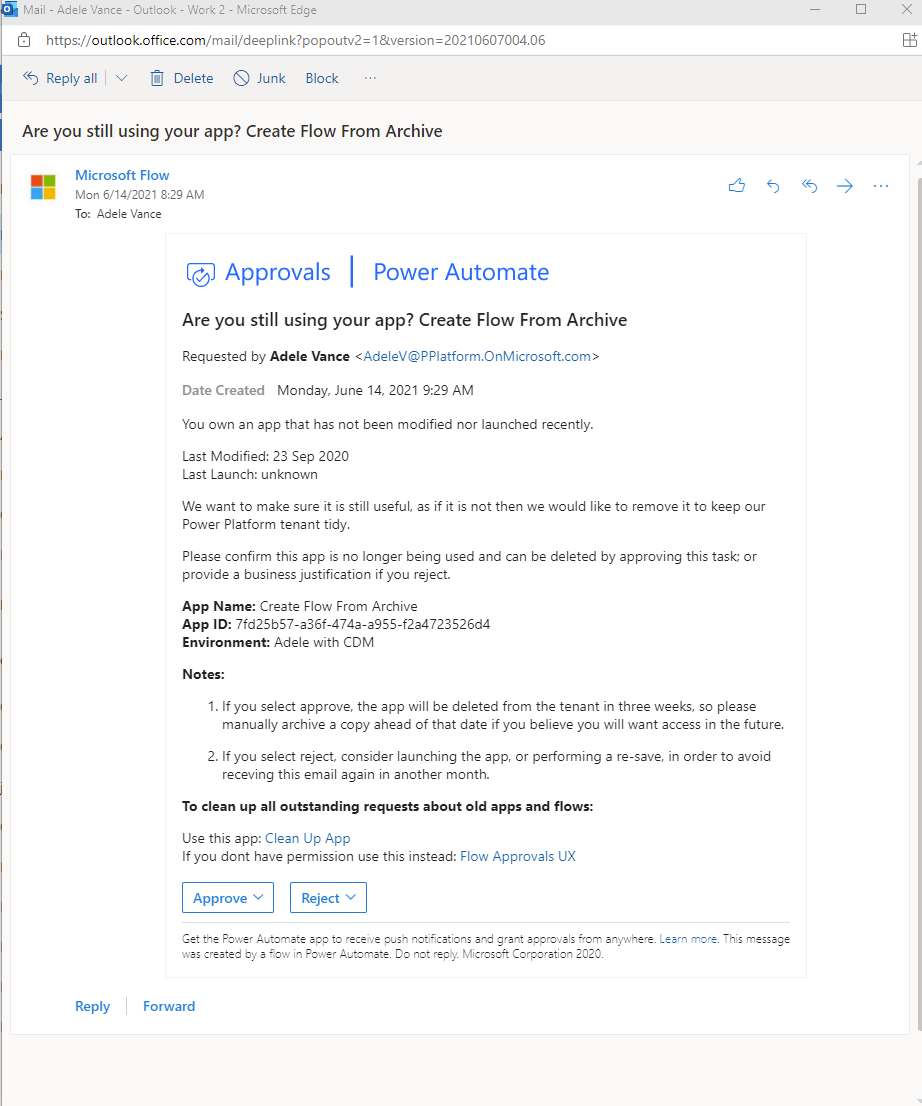 Mail - Adele Vance - Outlook - Work 2 - Microsoft Edge
https://outlook.office.com/mail/deeplink?popoutv2=1&version=20210607004.06
Reply all Delete Junk Block ...
Are you still using your app? Create Flow From Archive
Microsoft Flow
Mon 6/14/2021 8:29 AM
To: Adele Vance
Approvals | Power Automate
Are you still using your app? Create Flow From Archive
Requested by Adele Vance <AdeleV@PPlatform.OnMicrosoft.com>
Date Created Monday, June 14, 2021 9:29 AM
You own an app that has not been modified nor launched recently.
Last Modified: 23 Sep 2020
Last Launch: unknown
We want to make sure it is still useful, as if it is not then we would like to remove it to keep our
Power Platform tenant tidy.
Please confirm this app is no longer being used and can be deleted by approving this task; or
provide a business justification if you reject.
App Name: Create Flow From Archive
App ID: 7fd25b57-a36f-474a-a955-f2a4723526d4
Environment: Adele with CDM
Notes:
1. If you select approve, the app will be deleted from the tenant in three weeks, so please
manually archive a copy ahead of that date if you believe you will want access in the future.
2. If you select reject, consider launching the app, or performing a re-save, in order to avoid
receving this email again in another month.
To clean up all outstanding requests about old apps and flows:
Use this app: Clean Up App
If you dont have permission use this instead: Flow Approvals UX
Approve Reject
Get the Power Automate app to receive push notifications and grant approvals from anywhere. Learn more. This message
was created by a flow in Power Automate. Do not reply. Microsoft Corporation 2020.
Reply Forward